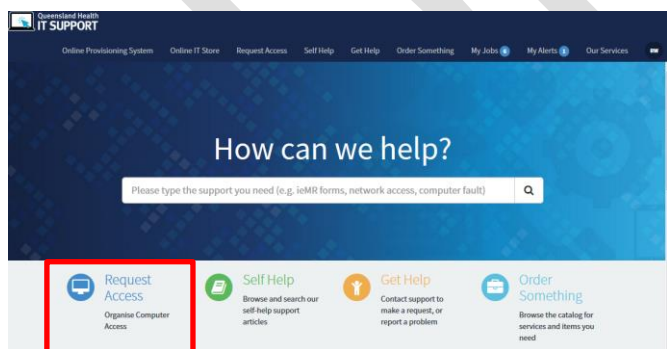 Queensland Health
IT SUPPORT
Online Provisioning System Online IT Store Request Access Self Help Get Help Order Something My Jobs My Alerts Our Services
How can we help?
Please type the support you need (e.g. ieMR forms, network access, computer fault)
Request
Access
Organise Computer
Access
Self Help
Browse and search our
self-help support
articles
Get Help
Contact support to
make a request, or
report a problem
Order
Something
Browse the catalog for
services and items you
need